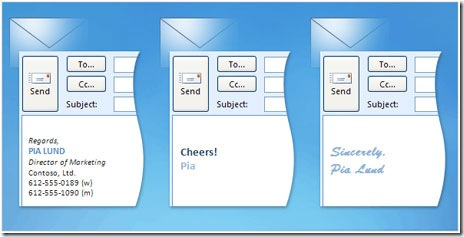 To...
Send
Cc...
Subject:
Regards,
PIA LUND
Director of Marketing
Contoso, Ltd.
612-555-0189 (w)
612-555-1090 (m)
To...
Send
Cc...
Subject:
Cheers!
Pia
To...
Send
Cc...
Subject:
Sincerely,
Pia Lund